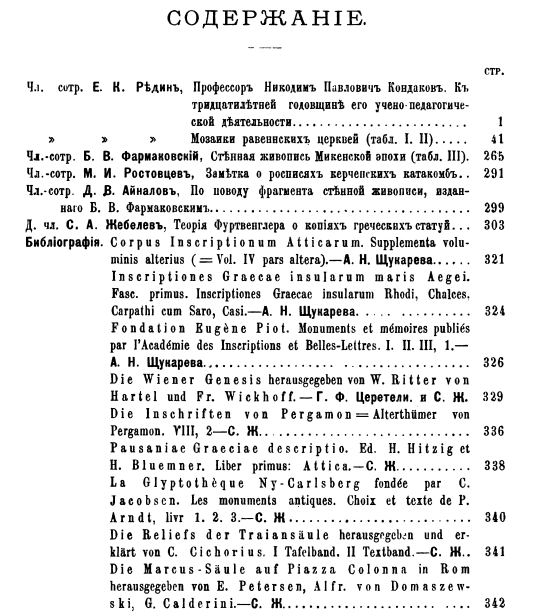 СОДЕРЖАНІЕ.
СТР.
Чл. сотр. Е. К. Рѣдинъ, Профессоръ Никодимъ Павловичъ Кондаковъ. Къ
тридцатилѣтней годовщинѣ его учено-педагогиче-
ской дѣятельности........................ 1
» » » Мозаики равеннскихъ церквей (табл. I. II)..... 41
Чл.-сотр. Б. В. Фармаковскій, Стѣнная живопись Микенской эпохи (табл. III). 265
Чл.-сотр. М. И. Ростовцевъ, Замѣтка о росписяхъ керченскихъ катакомбъ... 291
Чл.-сотр. Д. В. Айналовъ, По поводу фрагмента стѣнной живописи, издан-
наго Б. В. Фармаковскимъ................................... 299
Д. чл. С. А. Жебелевъ, Теорія Фуртвенглера о копіяхъ греческихъ статуй... 303
Библіографія. Corpus Inscriptionum Atticarum. Supplementa volu-
minis alterius (=Vol. IV pars altera).—А. Н. Щукарева...... 321
Inscriptiones Graecae insularum maris Aegei.
Fasc. primus. Inscriptiones Graecae insularum Rhodi, Chalces,
Carpathi cum Saro, Casi.—А. Н. Щукарева.................. 324
Fondation Eugène Piot. Monuments et mémoires publiés
par l'Académie des Inscriptions et Belles-Lettres. I. II. III, 1.—
А. Н. Щукарева........................................ 326
Die Wiener Genesis herausgegeben von W. Ritter von
Hartel und Fr. Wickhoff.—Г. Ф. Церетели. и С. Ж. 329
Die Inschriften von Pergamon=Alterthümer von
Pergamon. VIII, 2—С. Ж................................ 336
Pausaniae Graeciae descriptio. Ed. H. Hitzig et
H. Bluemner. Liber primus: Attica.—С. Ж........... 338
La Glyptothèque Ny-Carlsberg fondée par C.
Jacobsen. Les monuments antiques. Choix et texte de P.
Arndt, livr 1. 2. 3.—С. Ж............................. 340
Die Reliefs der Traiansäule herausgegeben und er-
klärt von C. Cichorius. I Tafelband. II Textband.—С. Ж.. 341
Die Marcus-Säule auf Piazza Colonna in Rom
herausgegeben von E. Petersen, Alfr. von Domaszew-
ski, G. Calderini.—С. Ж............................... 342